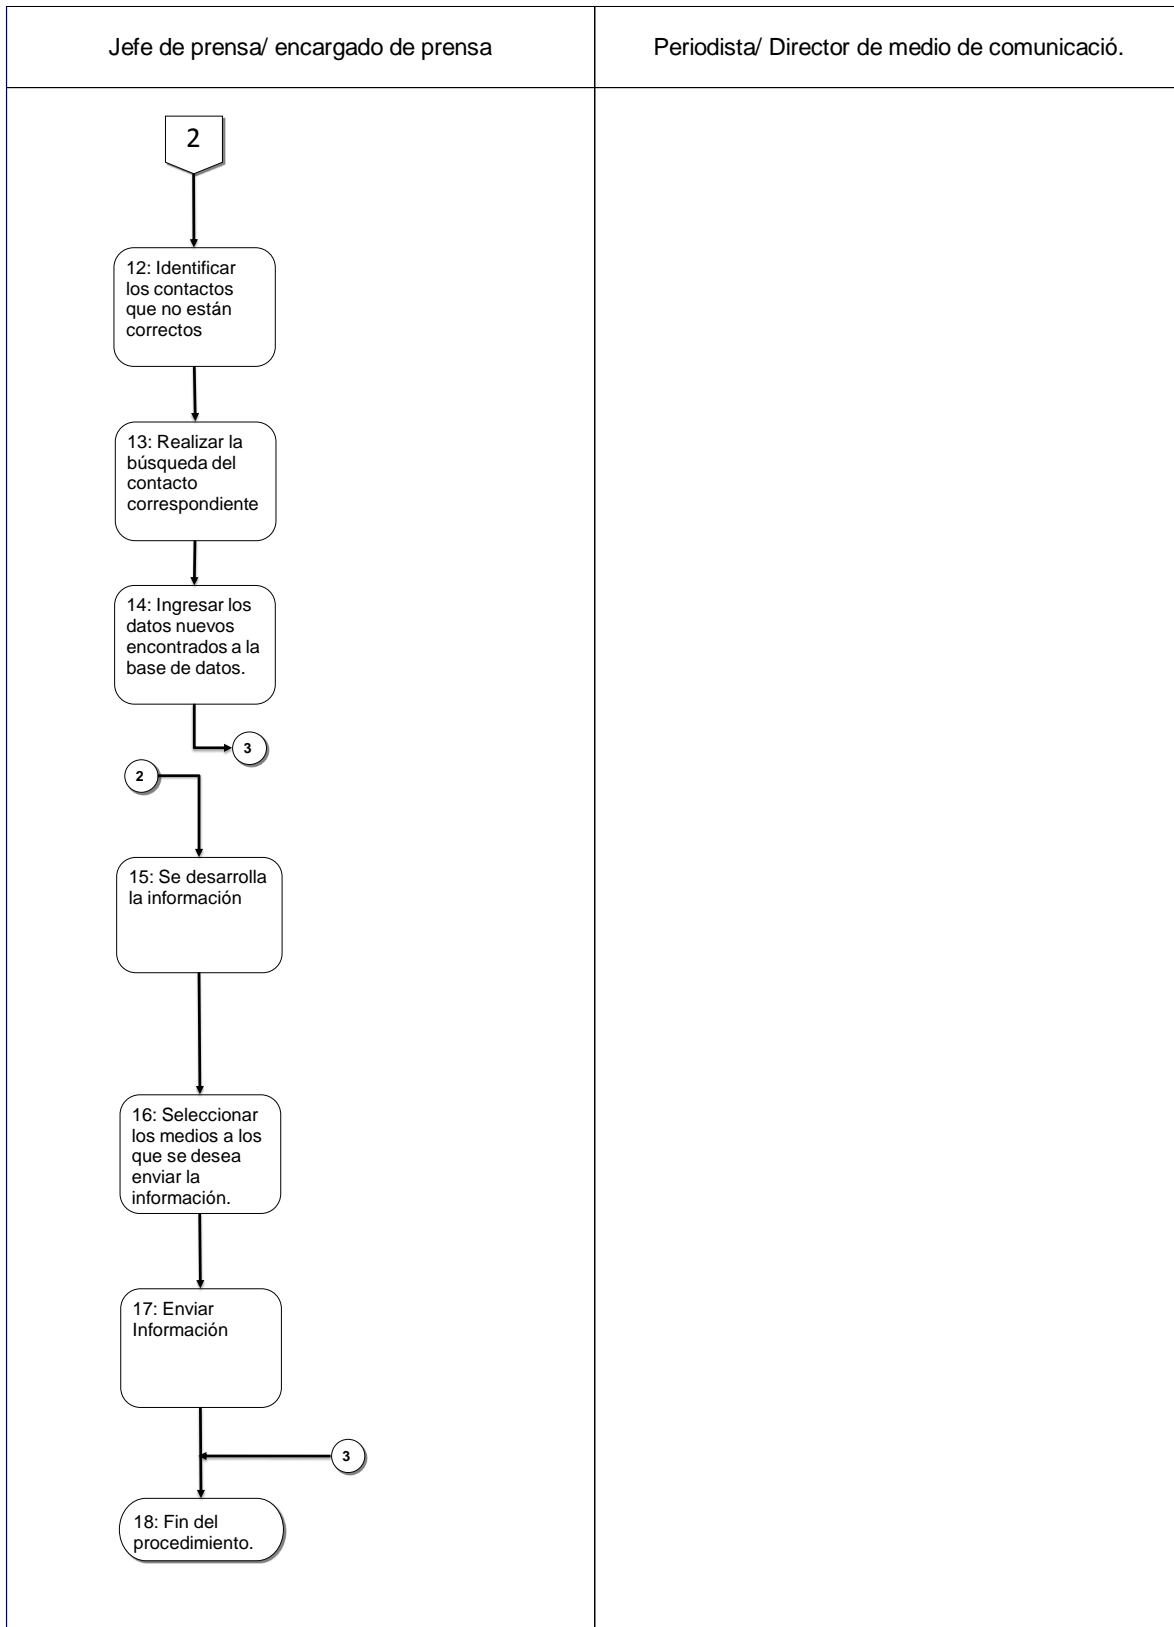 Jefe de prensa/ encargado de prensa
Periodista/ Director de medio de comunicació.
2
12: Identificar
los contactos
que no están
correctos
13: Realizar la
búsqueda del
contacto
correspondiente
14: Ingresar los
datos nuevos
encontrados a la
base de datos.
3
2
15: Se desarrolla
la información
16: Seleccionar
los medios a los
que se desea
enviar la
información.
17: Enviar
Información
3
18: Fin del
procedimiento.